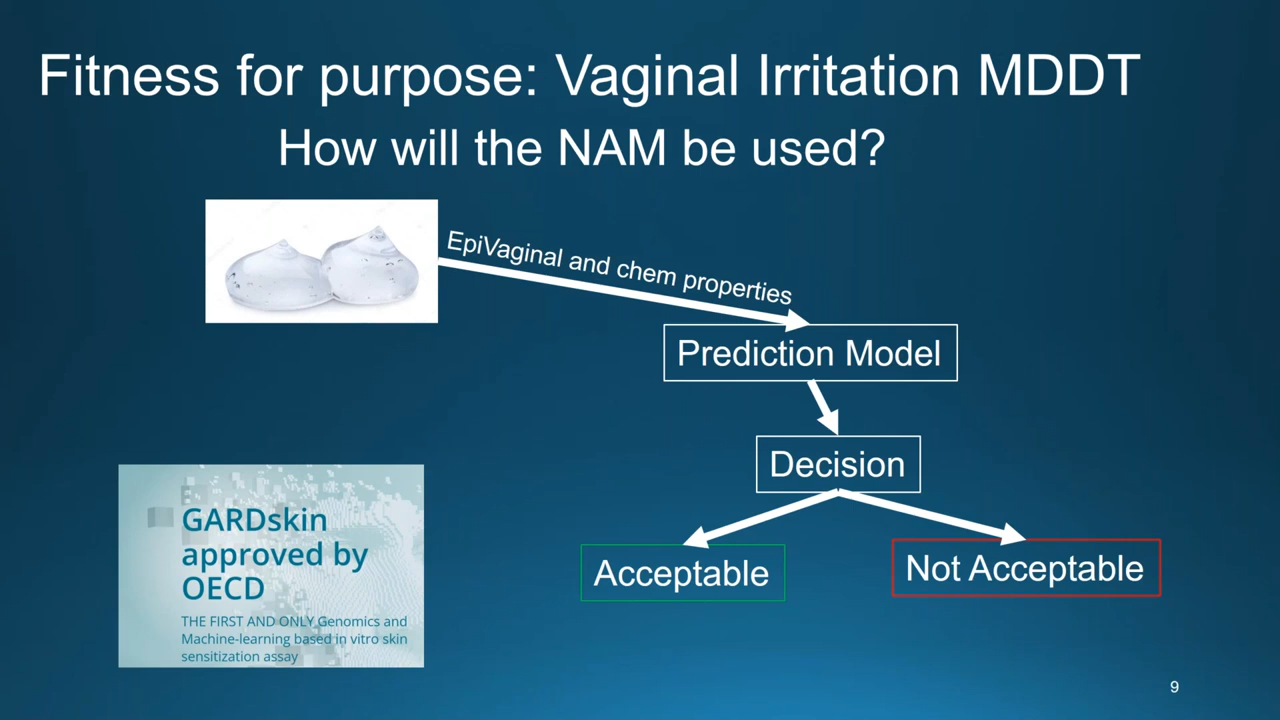 Fitness for purpose: Vaginal Irritation MDDT
How will the NAM be used?
EpiVaginal and chem properties
Prediction Model
Decision
Acceptable
Not Acceptable
GARDskin
approved by
OECD
THE FIRST AND ONLY Genomics and
Machine-learning based in vitro skin
sensitization assay
9